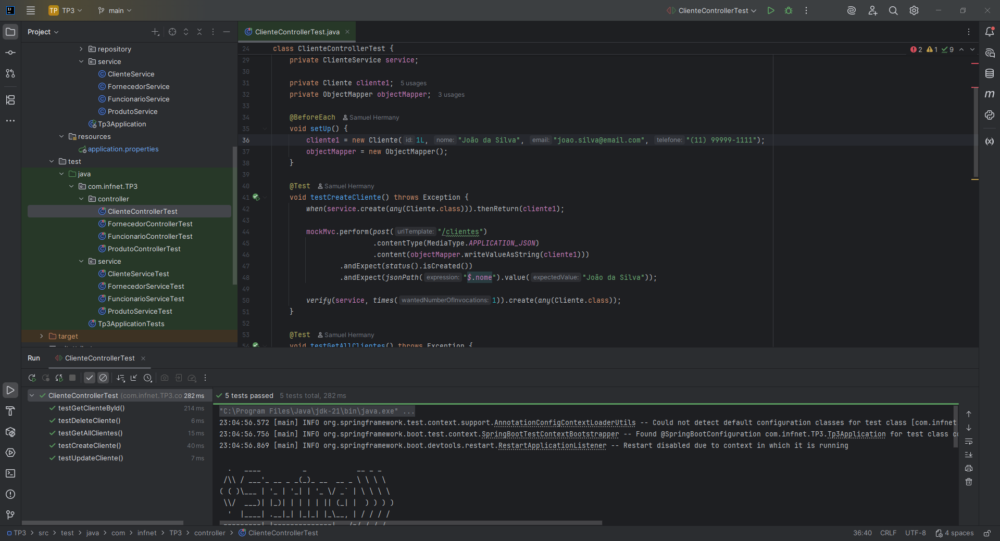 TP TP3 main ClienteControllerTest
Project
repository
service
ClienteService
FornecedorService
FuncionarioService
ProdutoService
Tp3Application
resources
application.properties
test
java
com.infnet.TP3
controller
ClienteControllerTest
FornecedorControllerTest
FuncionarioControllerTest
ProdutoControllerTest
service
ClienteServiceTest
FornecedorServiceTest
FuncionarioServiceTest
ProdutoServiceTest
Tp3ApplicationTests
target
ClienteControllerTest.java
2 1 9
24 class ClienteControllerTest {
29 private ClienteService service;
30
31 private Cliente cliente1; 5 usages
32 private ObjectMapper objectMapper; 3 usages
33
34 @BeforeEach Samuel Hermany
35 void setUp() {
36 cliente1 = new Cliente( id: 1L, nome: "João da Silva", email: "joao.silva@email.com", telefone: "(11) 99999-1111");
37 objectMapper = new ObjectMapper();
38 }
39
40 @Test Samuel Hermany
41 void testCreateCliente() throws Exception {
42 when(service.create(any(Cliente.class))).thenReturn(cliente1);
43
44 mockMvc.perform(post( uriTemplate: "/clientes")
45 .contentType(MediaType.APPLICATION_JSON)
46 .content(objectMapper.writeValueAsString(cliente1)))
47 .andExpect(status().isCreated())
48 .andExpect(jsonPath( expression: "$.nome").value( expectedValue: "João da Silva"));
49
50 verify(service, times( wantedNumberOfInvocations: 1)).create(any(Cliente.class));
51 }
52
53 @Test Samuel Hermany
54 void testGetAllClientes() throws Exception {
Run ClienteControllerTest
ClienteControllerTest (com.infnet.TP3.co 282 ms
testGetClienteById() 214 ms
testDeleteCliente() 6 ms
testGetAllClientes() 15 ms
testCreateCliente() 40 ms
testUpdateCliente() 7 ms
5 tests passed 5 tests total, 282 ms
"C:\Program Files\Java\jdk-21\bin\java.exe" ...
23:04:56.572 [main] INFO org.springframework.test.context.support.AnnotationConfigContextLoaderUtils -- Could not detect default configuration classes for test class [com.infnet
23:04:56.756 [main] INFO org.springframework.boot.test.context.SpringBootTestContextBootstrapper -- Found @SpringBootConfiguration com.infnet.TP3.Tp3Application for test class co
23:04:56.869 [main] INFO org.springframework.boot.devtools.restart.RestartApplicationListener -- Restart disabled due to context in which it is running
TP3 > src > test > java > com > infnet > TP3 > controller > ClienteControllerTest
36:40 CRLF UTF-8 4 spaces